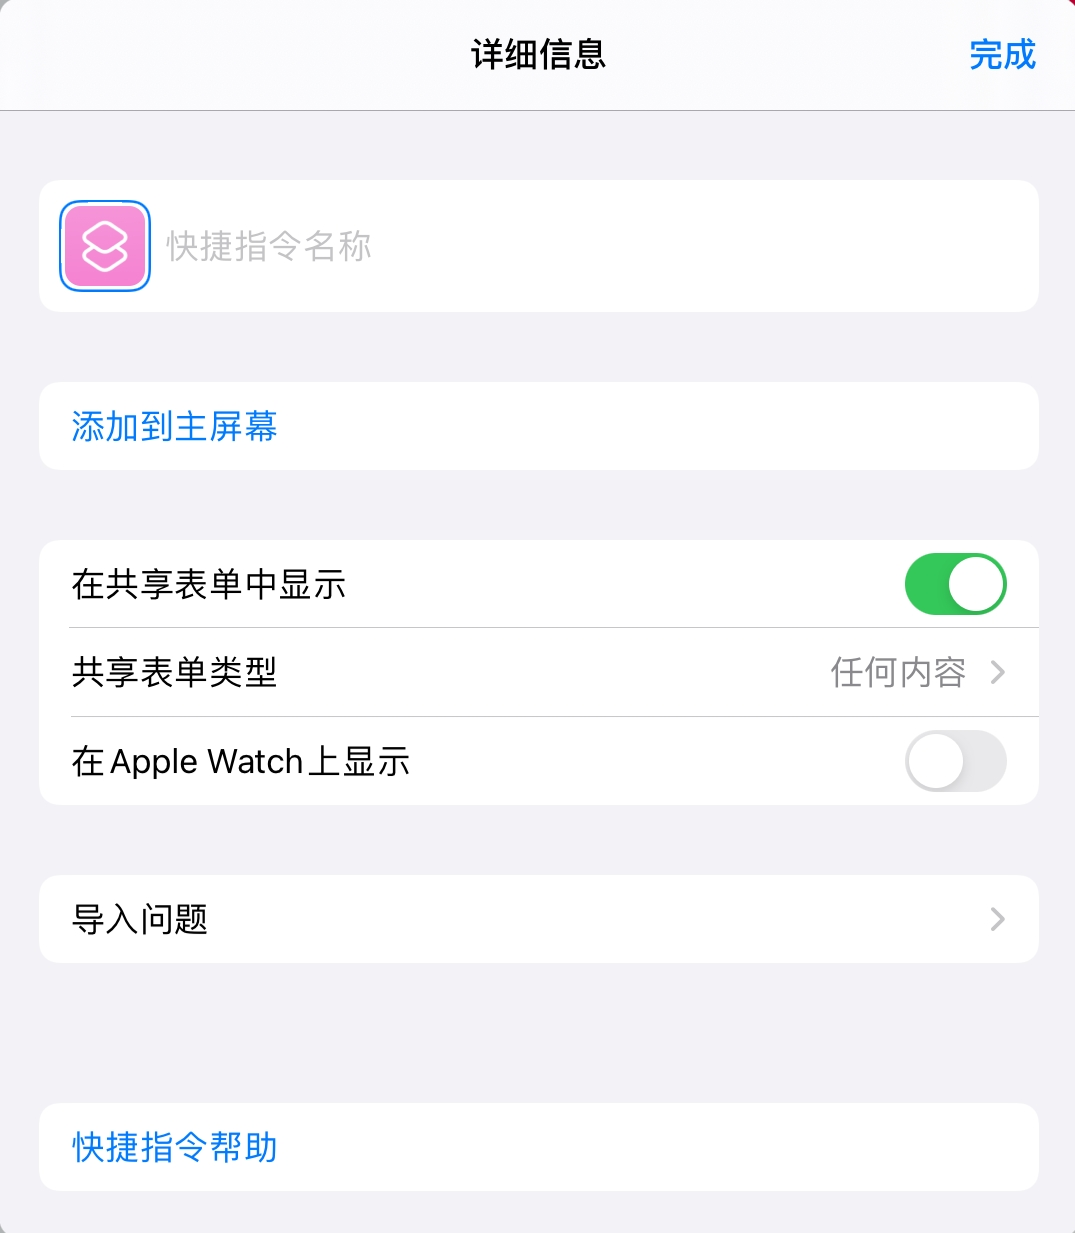 详细信息
完成
快捷指令名称
添加到主屏幕
在共享表单中显示
共享表单类型
任何内容
在Apple Watch上显示
导入问题
快捷指令帮助